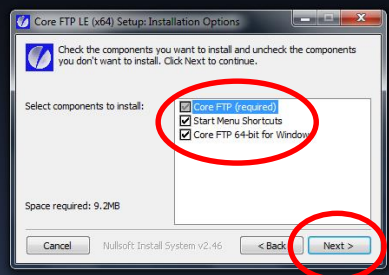 Core FTP LE (x64) Setup: Installation Options
Check the components you want to install and uncheck the components
you don't want to install. Click Next to continue.
Select components to install:
Core FTP (required)
Start Menu Shortcuts
Core FTP 64-bit for Window
Space required: 9.2MB
Cancel
Nullsoft Install System v2.46
< Back
Next >